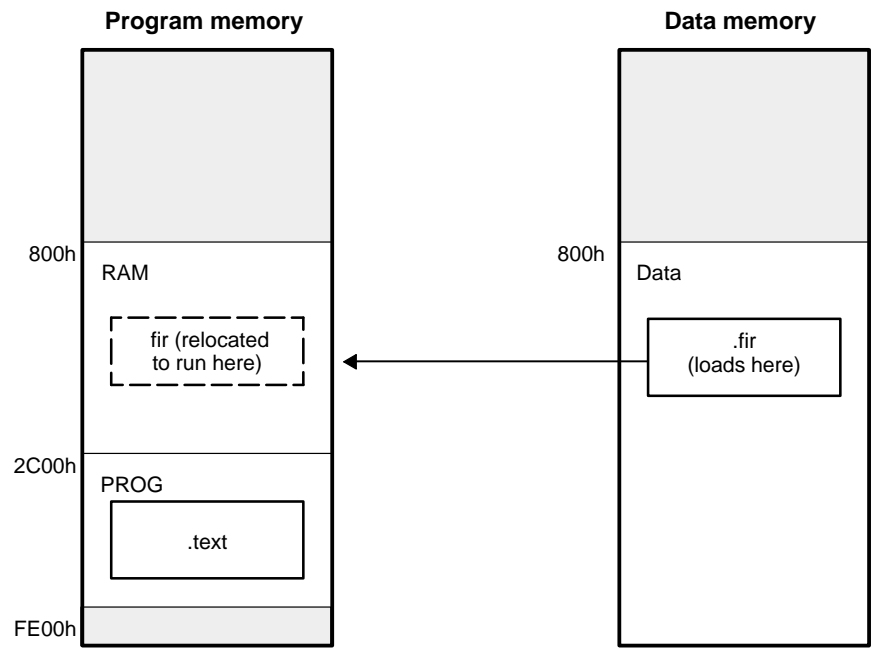 Program memory
Data memory
800h
RAM
fir (relocated
to run here)
2C00h
PROG
.text
FE00h
800h
Data
.fir
(loads here)